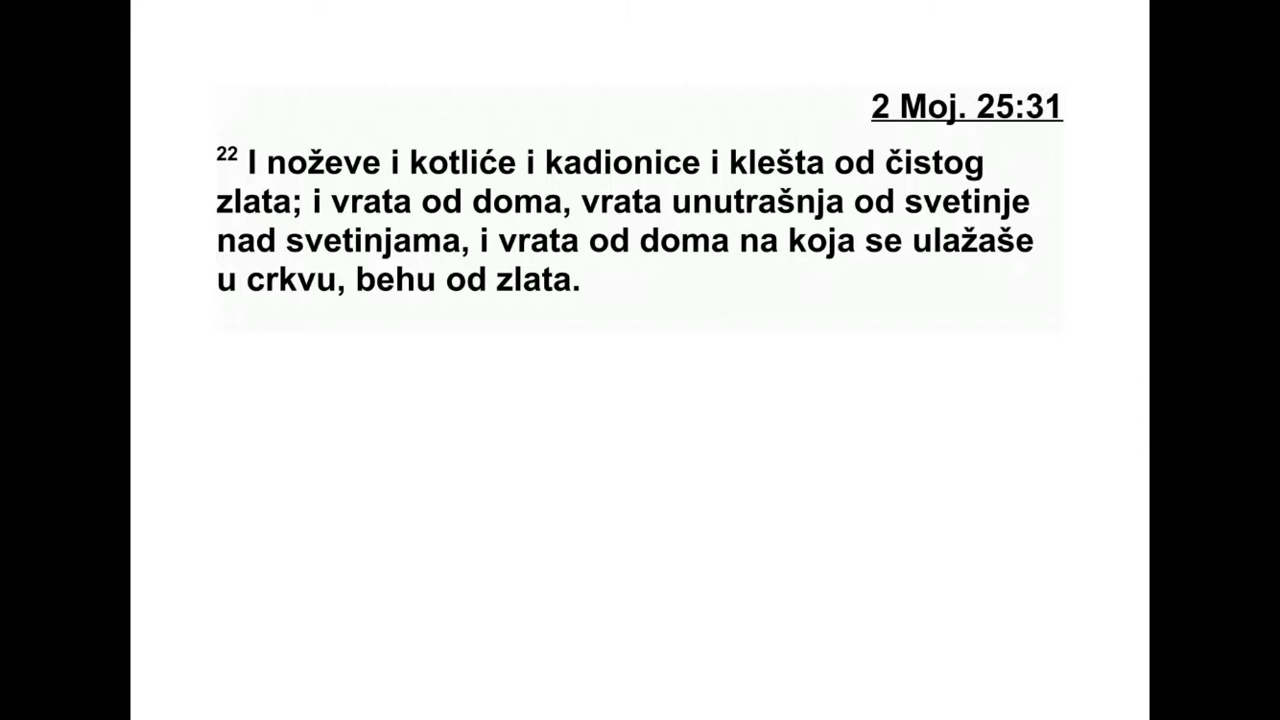 2 Moj. 25:31
22 I noževe i kotliće i kadionice i klešta od čistog
zlata; i vrata od doma, vrata unutrašnja od svetinje
nad svetinjama, i vrata od doma na koja se ulažaše
u crkvu, behu od zlata.